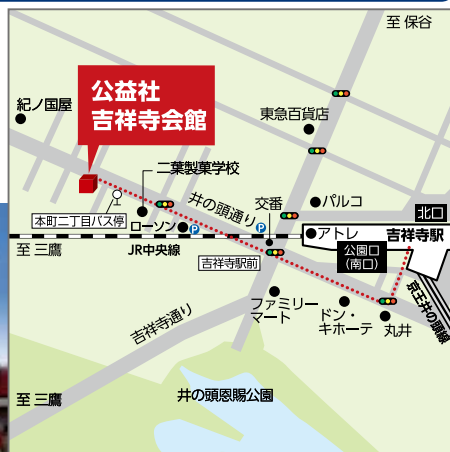 至 保谷
公益社
吉祥寺会館
紀ノ国屋
東急百貨店
二葉製菓学校
井の頭通り
交番
パルコ
北口
本町二丁目バス停
ローソン
P
P
アトレ
吉祥寺駅
至 三鷹
JR中央線
吉祥寺駅前
公園口
(南口)
京王井の頭線
ファミリー
マート
ドン・
キホーテ
丸井
吉祥寺通り
至 三鷹
井の頭恩賜公園